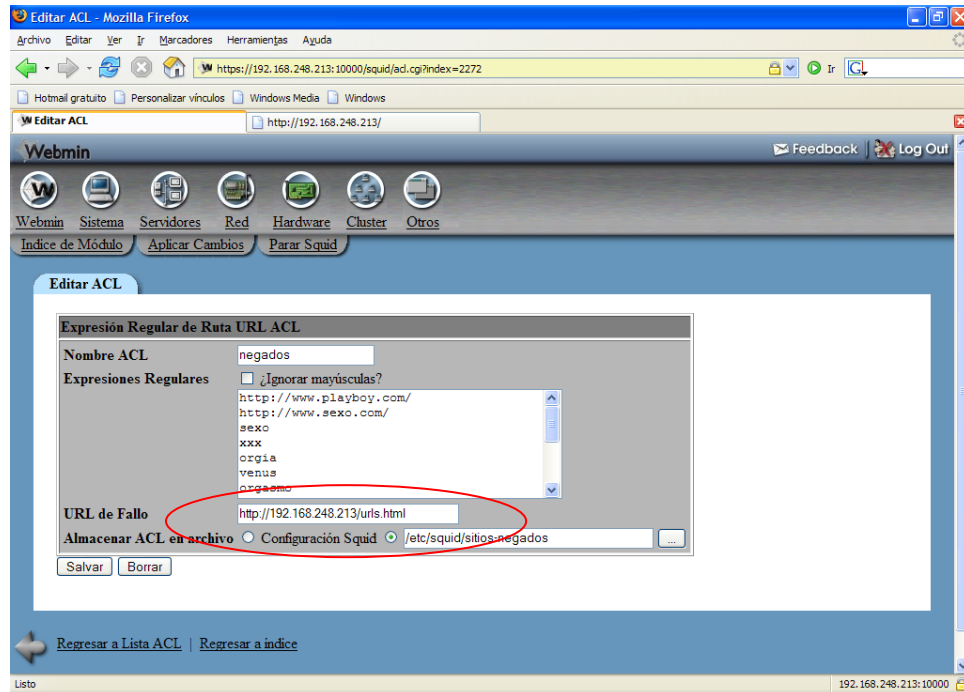 Editar ACL - Mozilla Firefox
Archivo Editar Ver Ir Marcadores Herramientas Ayuda
https://192.168.248.213:10000/squid/acl.cgi?index=2272 Ir
Hotmail gratuito Personalizar vínculos Windows Media Windows
Editar ACL http://192.168.248.213/
Webmin Feedback Log Out
Webmin Sistema Servidores Red Hardware Cluster Otros
Indice de Módulo Aplicar Cambios Parar Squid
Editar ACL
Expresión Regular de Ruta URL ACL
Nombre ACL negados
Expresiones Regulares ¿Ignorar mayúsculas?
http://www.playboy.com/
http://www.sexo.com/
sexo
xxx
orgia
venus
orgasmo
URL de Fallo http://192.168.248.213/urls.html
Almacenar ACL en archivo Configuración Squid /etc/squid/sitios-negados ...
Salvar Borrar
Regresar a Lista ACL | Regresar a indice
Listo 192.168.248.213:10000